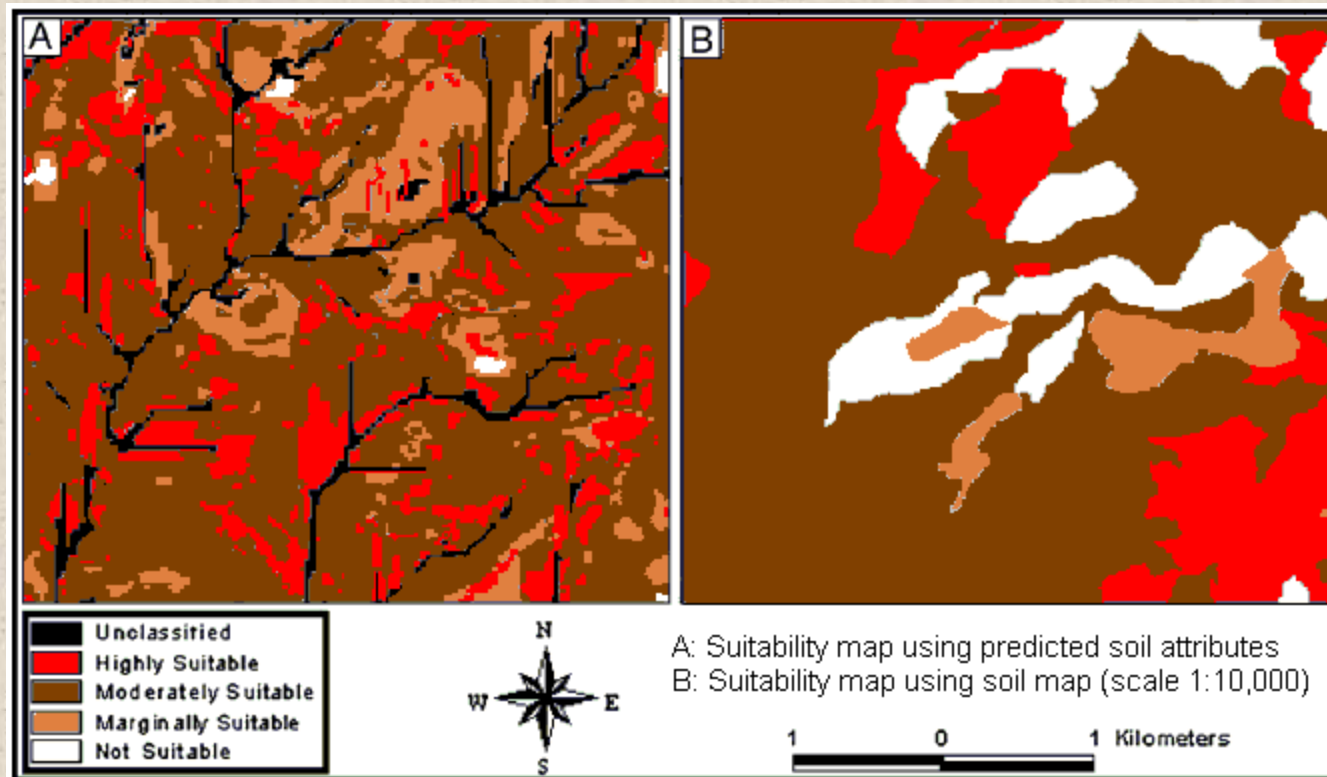 A
B
Unclassified
Highly Suitable
Moderately Suitable
Marginally Suitable
Not Suitable
N
W E
S
A: Suitability map using predicted soil attributes
B: Suitability map using soil map (scale 1:10,000)
1 0 1 Kilometers